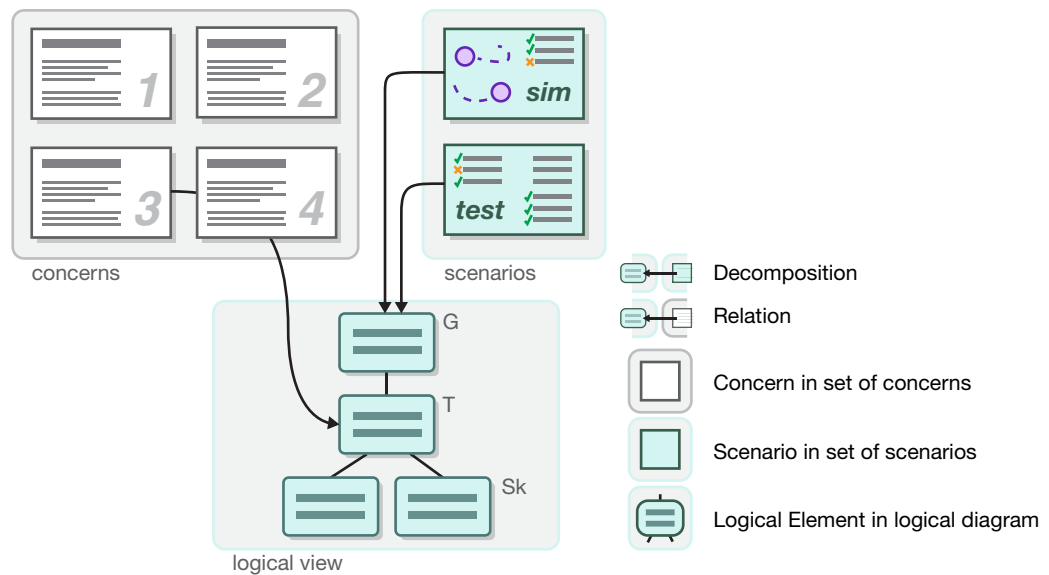 1
2
3
4
concerns
sim
test
scenarios
G
T
Sk
logical view
Decomposition
Relation
Concern in set of concerns
Scenario in set of scenarios
Logical Element in logical diagram